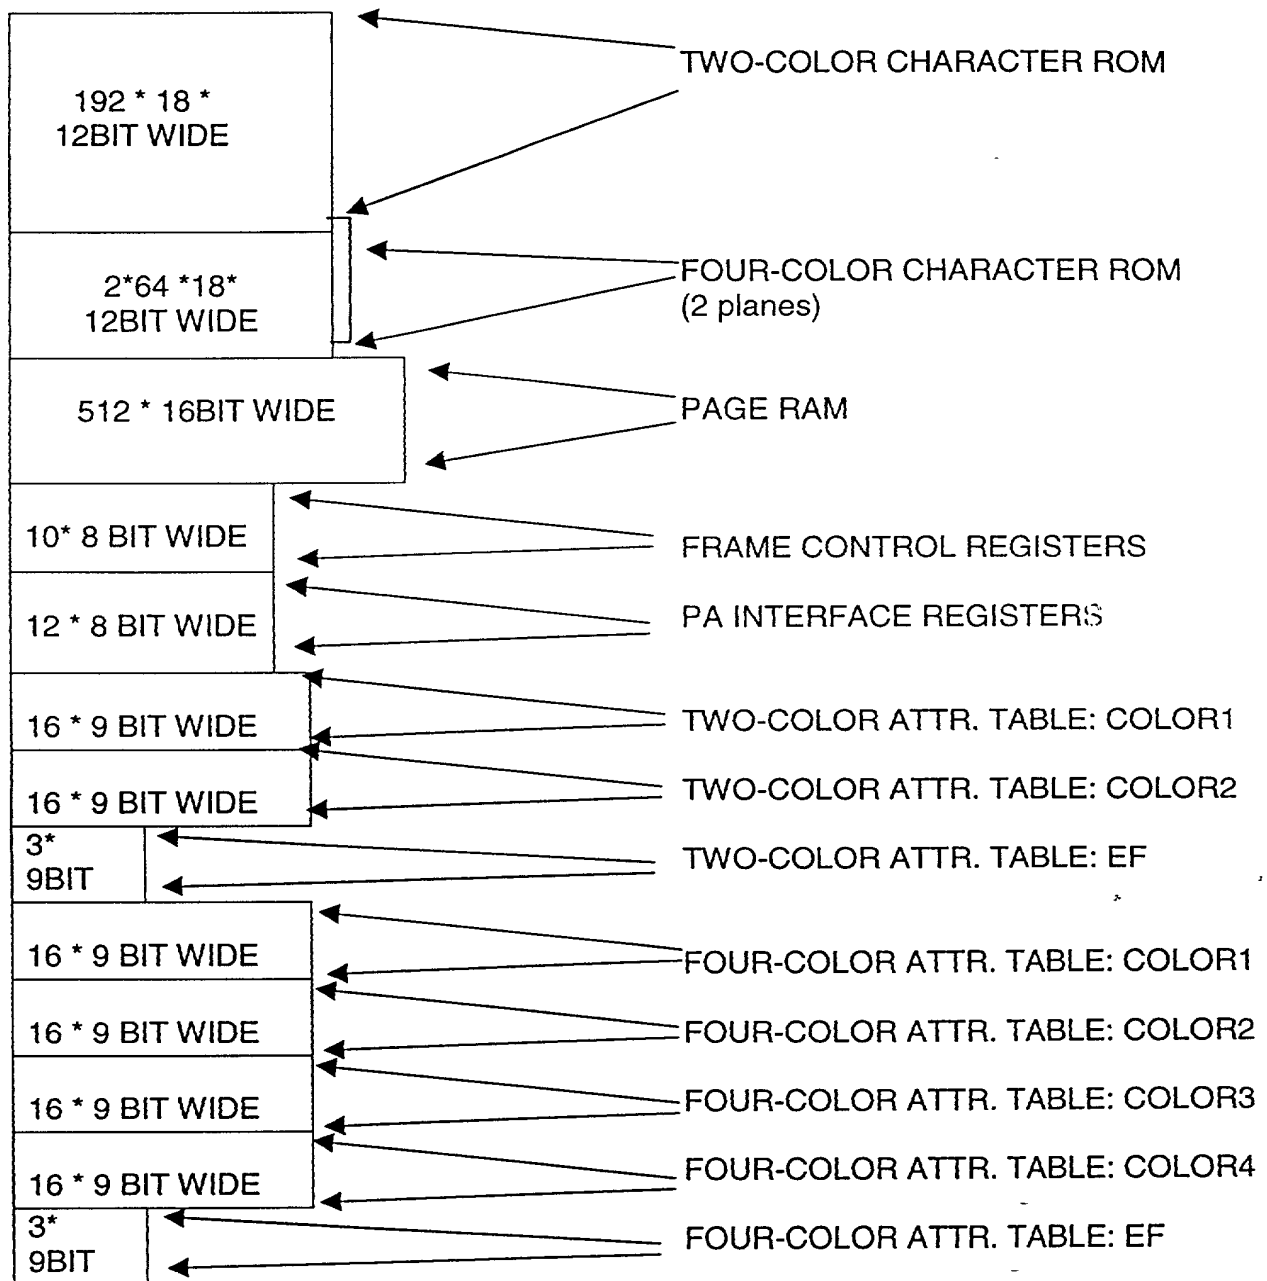 192 * 18 *
12BIT WIDE
TWO-COLOR CHARACTER ROM
2*64 *18*
12BIT WIDE
FOUR-COLOR CHARACTER ROM
(2 planes)
512 * 16BIT WIDE
PAGE RAM
10* 8 BIT WIDE
FRAME CONTROL REGISTERS
12 * 8 BIT WIDE
PA INTERFACE REGISTERS
16 * 9 BIT WIDE
TWO-COLOR ATTR. TABLE: COLOR1
16 * 9 BIT WIDE
TWO-COLOR ATTR. TABLE: COLOR2
3*
9BIT
TWO-COLOR ATTR. TABLE: EF
16 * 9 BIT WIDE
FOUR-COLOR ATTR. TABLE: COLOR1
16 * 9 BIT WIDE
FOUR-COLOR ATTR. TABLE: COLOR2
16 * 9 BIT WIDE
FOUR-COLOR ATTR. TABLE: COLOR3
16 * 9 BIT WIDE
FOUR-COLOR ATTR. TABLE: COLOR4
3*
9BIT
FOUR-COLOR ATTR. TABLE: EF